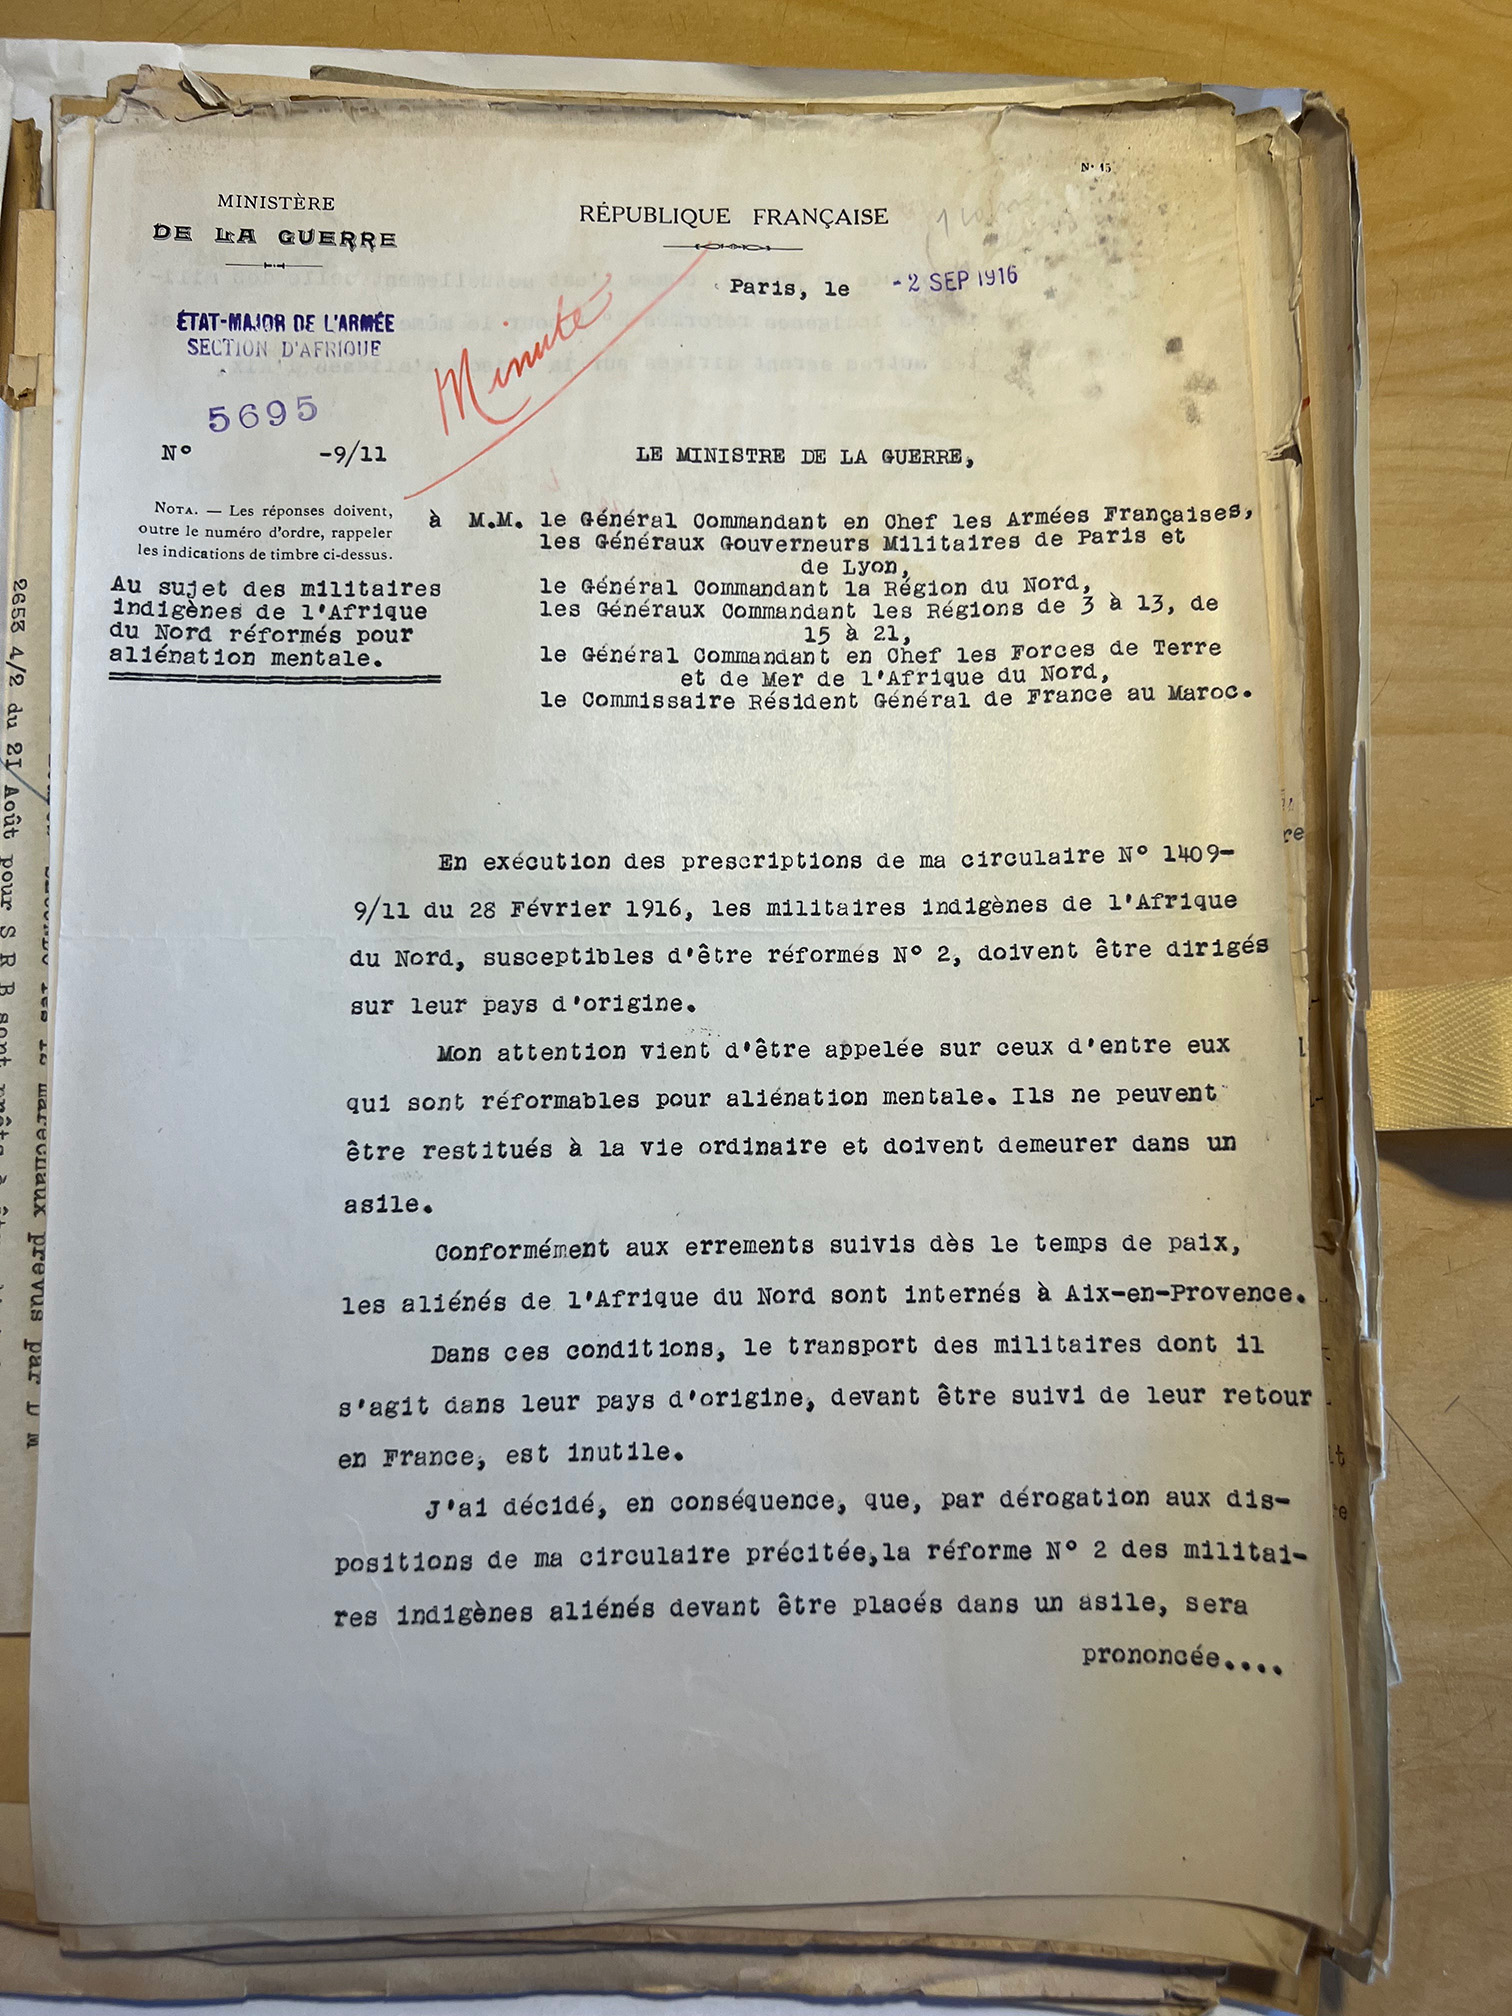 N° 15
MINISTÈRE
DE LA GUERRE
RÉPUBLIQUE FRANÇAISE
Paris, le - 2 SEP 1916
ÉTAT-MAJOR DE L'ARMÉE
SECTION D'AFRIQUE
Minute
5695
N° -9/11
LE MINISTRE DE LA GUERRE,
NOTA. — Les réponses doivent,
outre le numéro d'ordre, rappeler
les indications de timbre ci-dessus.
Au sujet des militaires
indigènes de l'Afrique
du Nord réformés pour
aliénation mentale.
à M.M. le Général Commandant en Chef les Armées Françaises,
les Généraux Gouverneurs Militaires de Paris et
de Lyon,
le Général Commandant la Région du Nord,
les Généraux Commandant les Régions de 3 à 13, de
15 à 21,
le Général Commandant en Chef les Forces de Terre
et de Mer de l'Afrique du Nord,
le Commissaire Résident Général de France au Maroc.
En exécution des prescriptions de ma circulaire N° 1409-
9/11 du 28 Février 1916, les militaires indigènes de l'Afrique
du Nord, susceptibles d'être réformés N° 2, doivent être dirigés
sur leur pays d'origine.
Mon attention vient d'être appelée sur ceux d'entre eux
qui sont réformables pour aliénation mentale. Ils ne peuvent
être restitués à la vie ordinaire et doivent demeurer dans un
asile.
Conformément aux errements suivis dès le temps de paix,
les aliénés de l'Afrique du Nord sont internés à Aix-en-Provence.
Dans ces conditions, le transport des militaires dont il
s'agit dans leur pays d'origine, devant être suivi de leur retour
en France, est inutile.
J'ai décidé, en conséquence, que, par dérogation aux dis-
positions de ma circulaire précitée,la réforme N° 2 des militai-
res indigènes aliénés devant être placés dans un asile, sera
prononcée....
2653 4/2 du 21 Août pour S R B sont
maréchaux prévus par D M